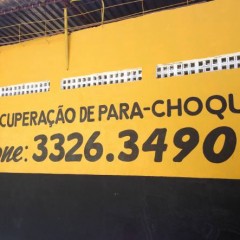 CUPERAÇÃO DE PARA-CHOQU
one: 3326.3490